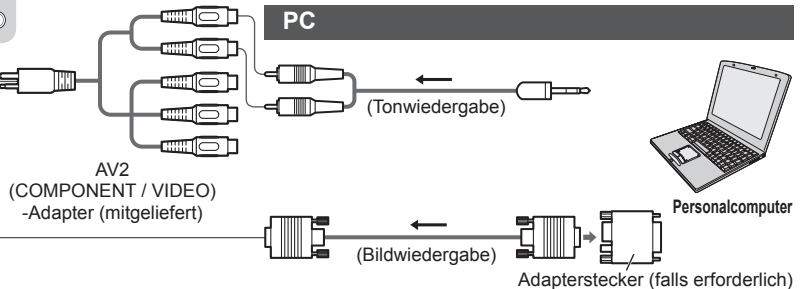 PC
(Tonwiedergabe)
AV2
(COMPONENT / VIDEO)
-Adapter (mitgeliefert)
Personalcomputer
(Bildwiedergabe)
Adapterstecker (falls erforderlich)